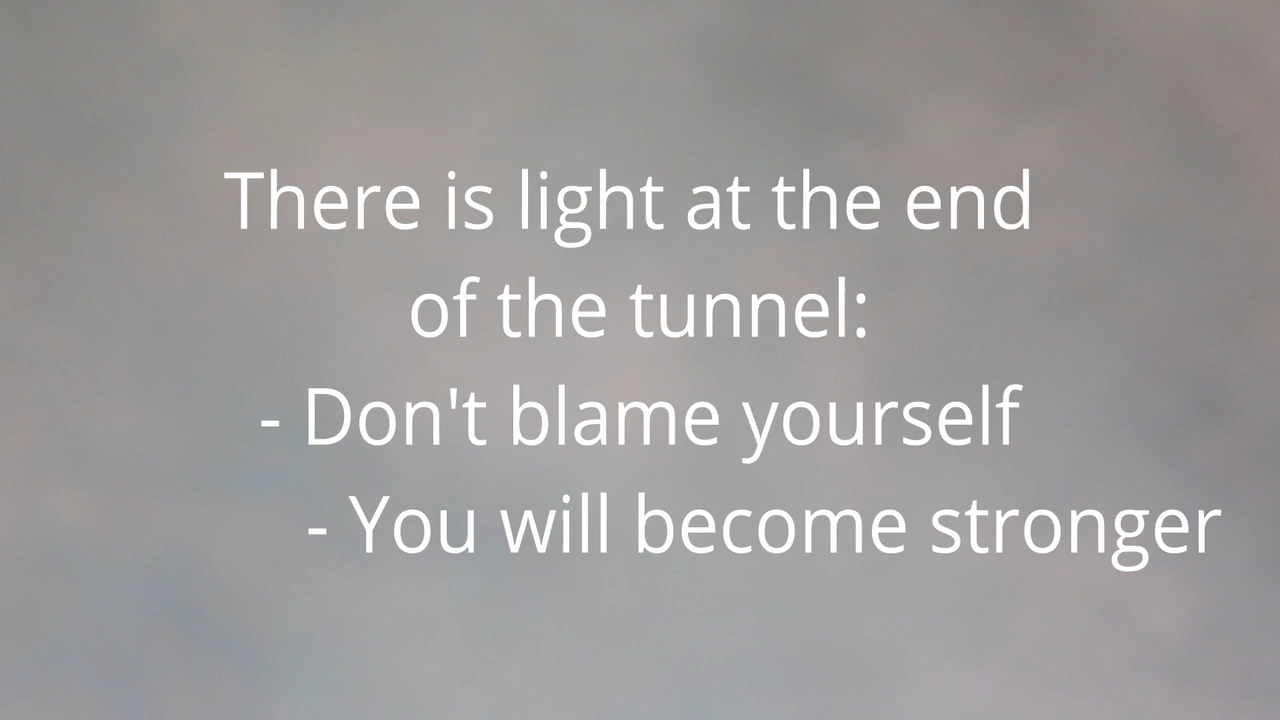 There is light at the end
of the tunnel:
- Don't blame yourself
- You will become stronger